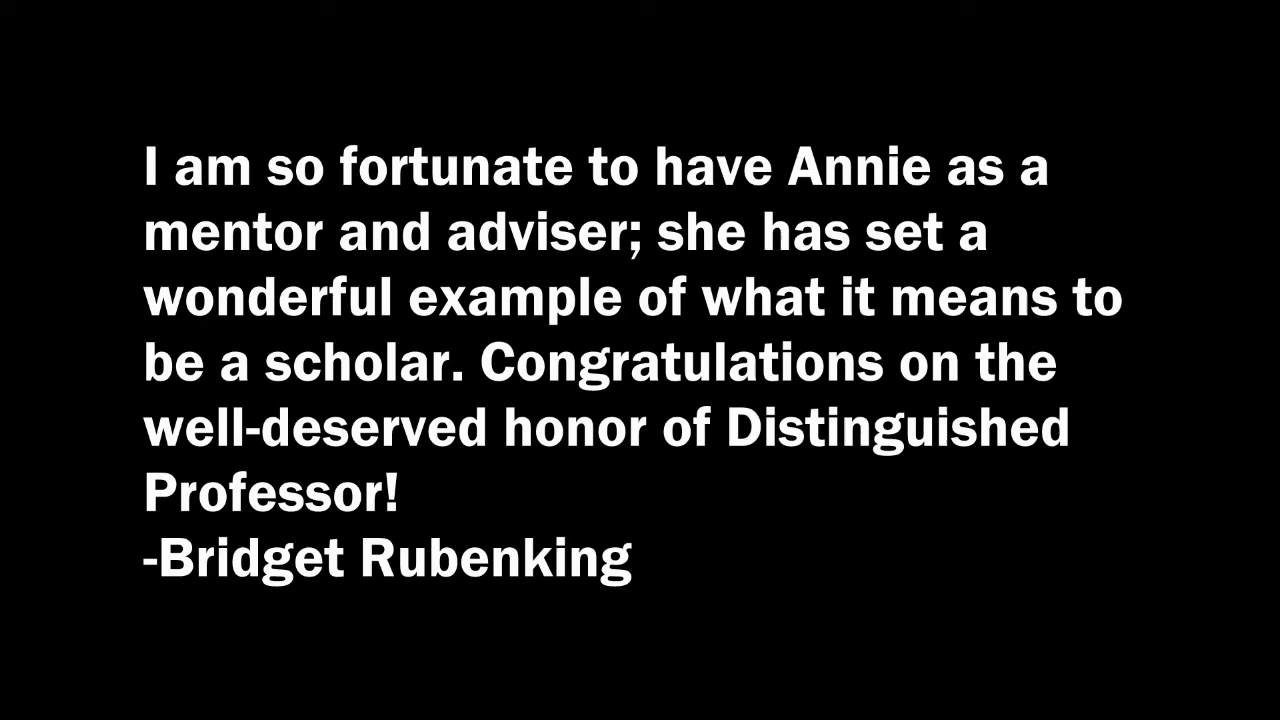 I am so fortunate to have Annie as a
mentor and adviser; she has set a
wonderful example of what it means to
be a scholar. Congratulations on the
well-deserved honor of Distinguished
Professor!
-Bridget Rubenking